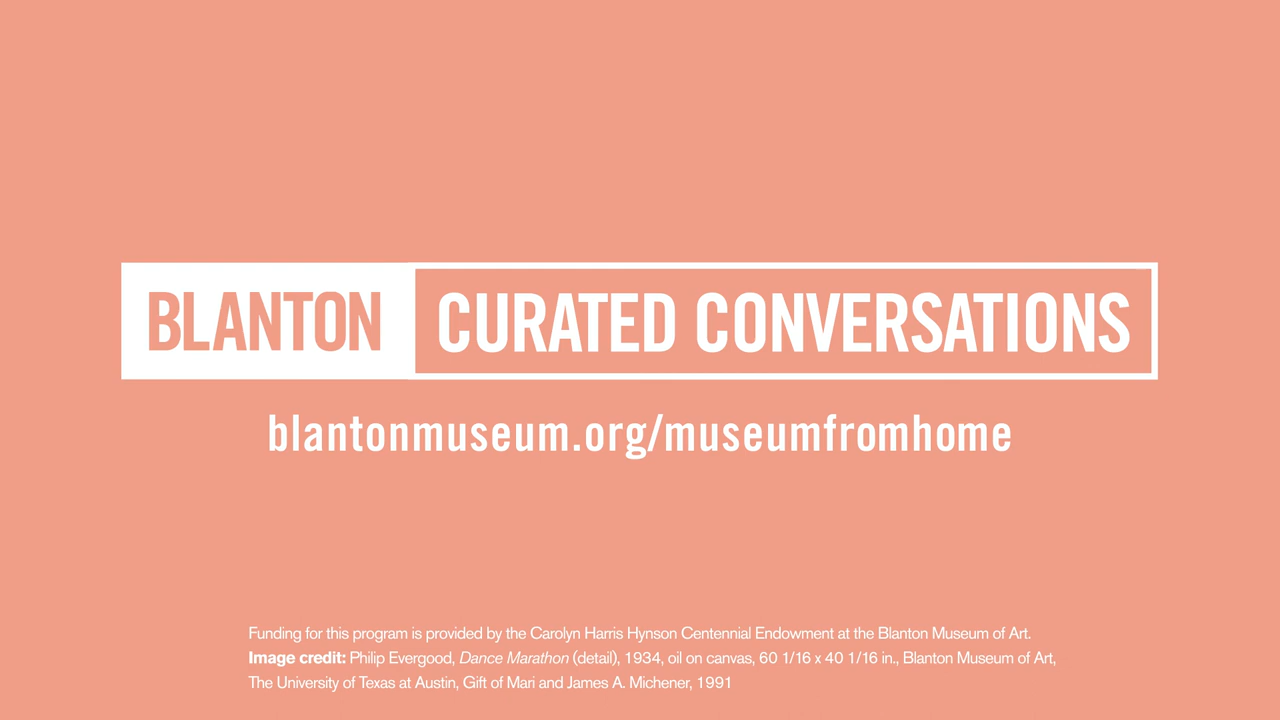 BLANTON CURATED CONVERSATIONS
blantonmuseum.org/museumfromhome
Funding for this program is provided by the Carolyn Harris Hynson Centennial Endowment at the Blanton Museum of Art.
Image credit: Philip Evergood, Dance Marathon (detail), 1934, oil on canvas, 60 1/16 x 40 1/16 in., Blanton Museum of Art,
The University of Texas at Austin, Gift of Mari and James A. Michener, 1991